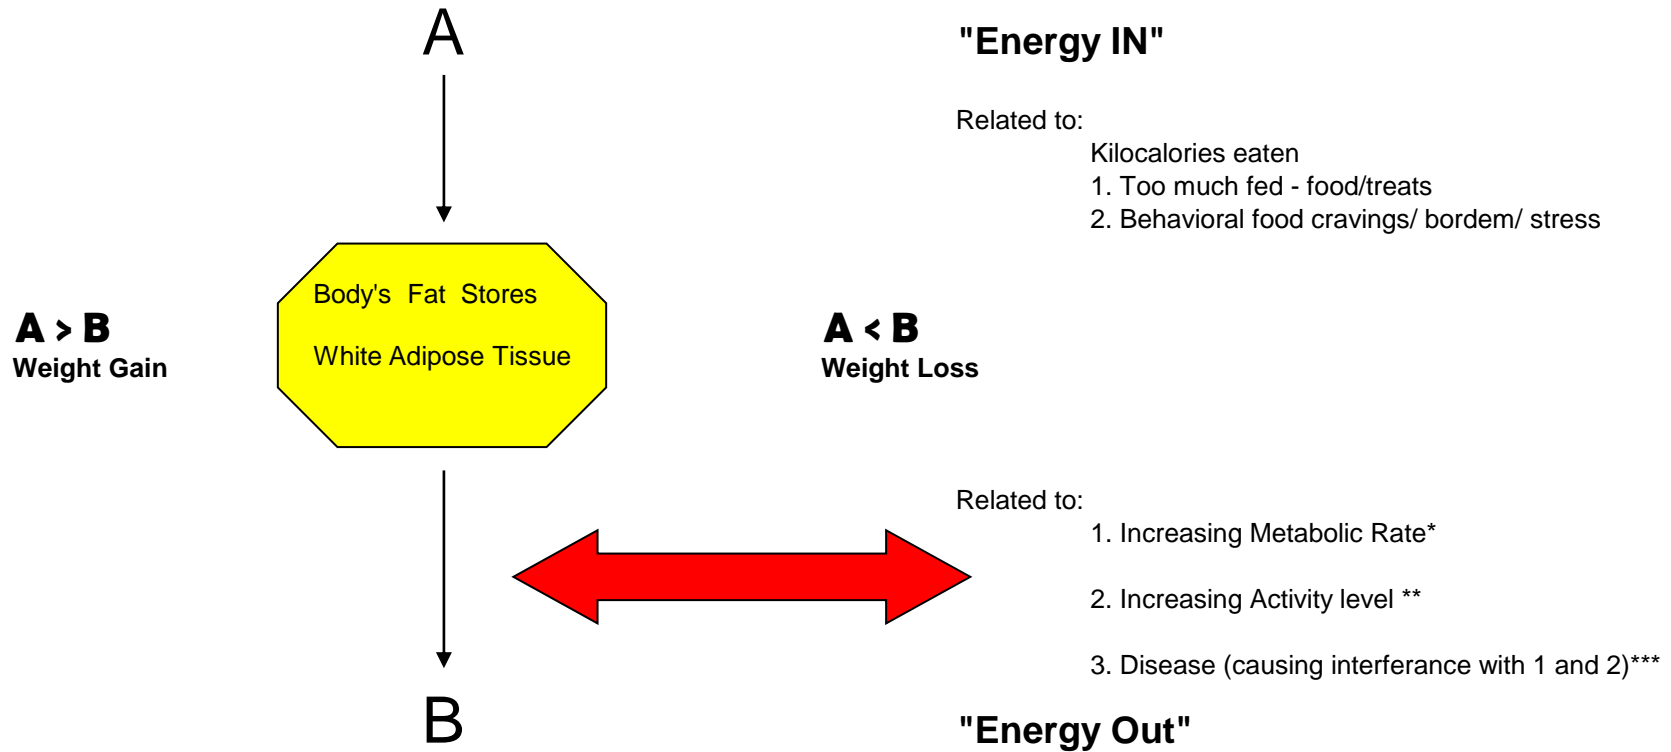 A
"Energy IN"
Related to:
Kilocalories eaten
1. Too much fed - food/treats
2. Behavioral food cravings/ bordem/ stress
Body's Fat Stores
White Adipose Tissue
A > B
Weight Gain
A < B
Weight Loss
Related to:
1. Increasing Metabolic Rate*
2. Increasing Activity level **
3. Disease (causing interferance with 1 and 2)***
B
"Energy Out"